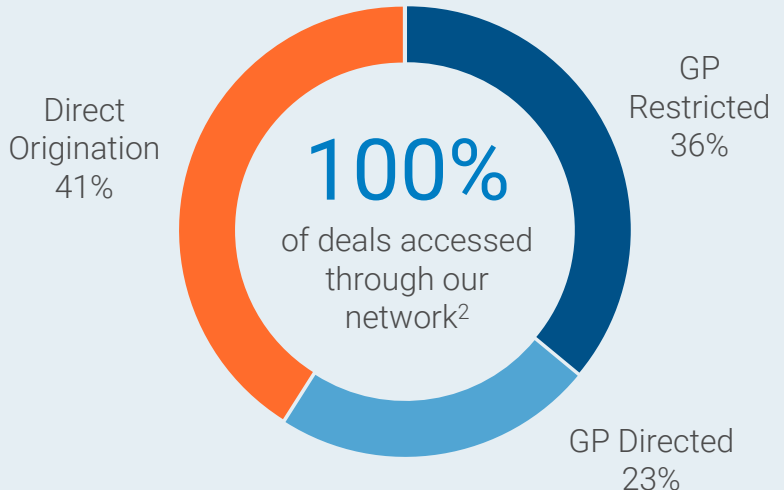 Direct
Origination
41%
GP
Restricted
36%
100%
of deals accessed
through our
network²
GP Directed
23%